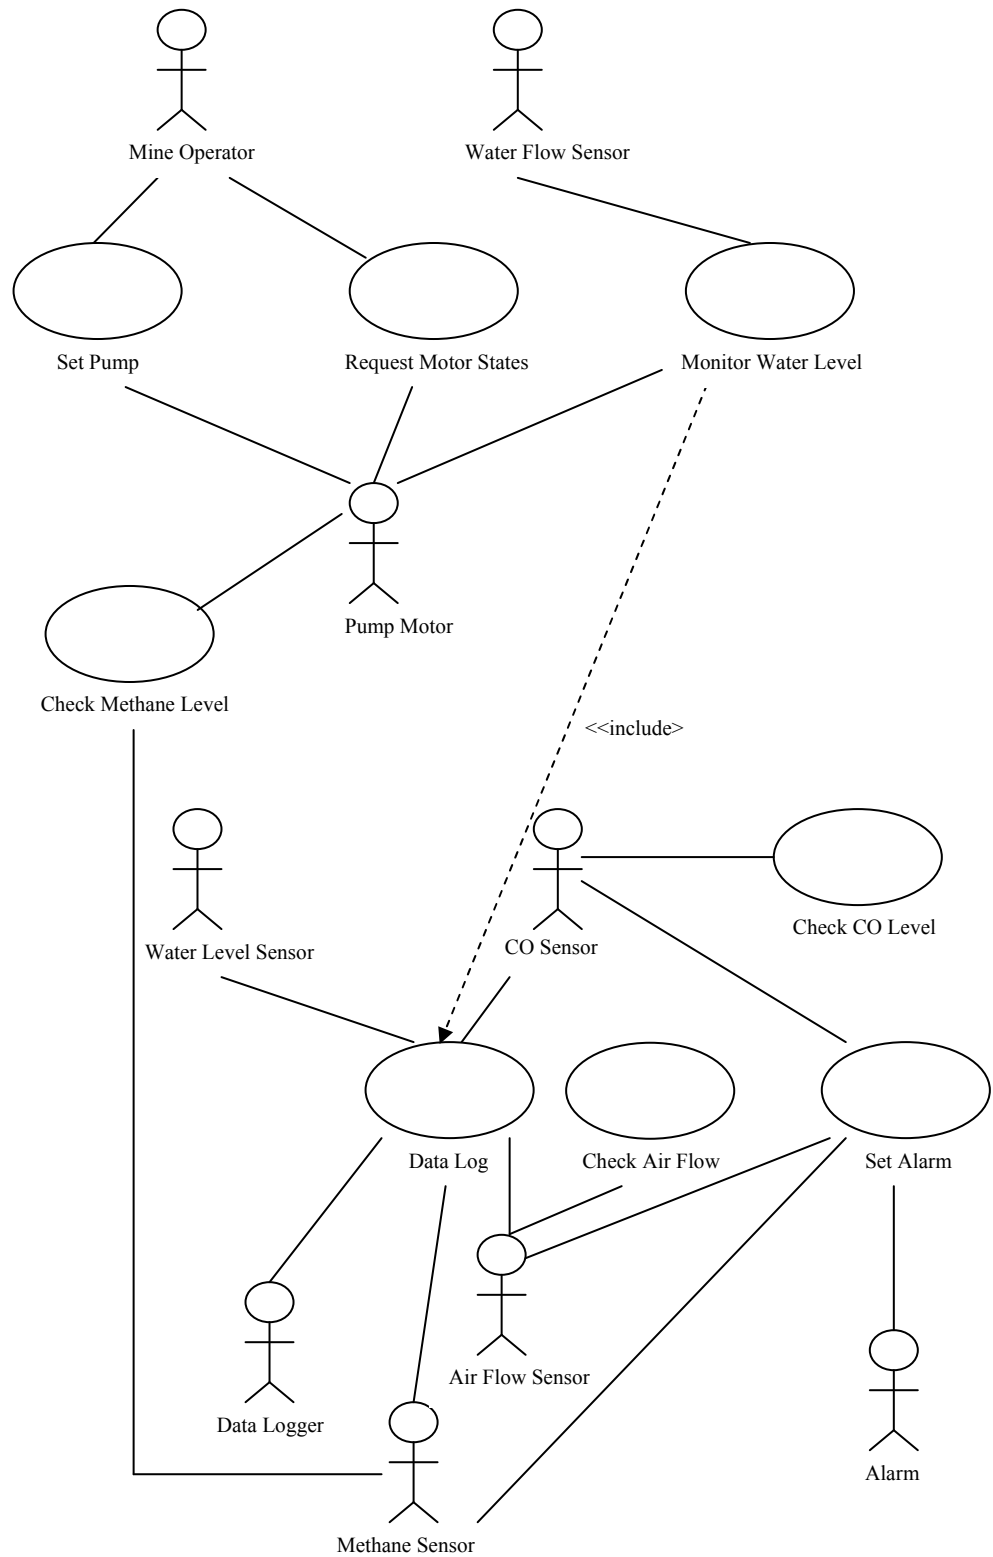 Mine Operator
Water Flow Sensor
Set Pump
Request Motor States
Monitor Water Level
Pump Motor
Check Methane Level
<<include>
Check CO Level
Water Level Sensor
CO Sensor
Data Log
Check Air Flow
Set Alarm
Air Flow Sensor
Data Logger
Alarm
Methane Sensor